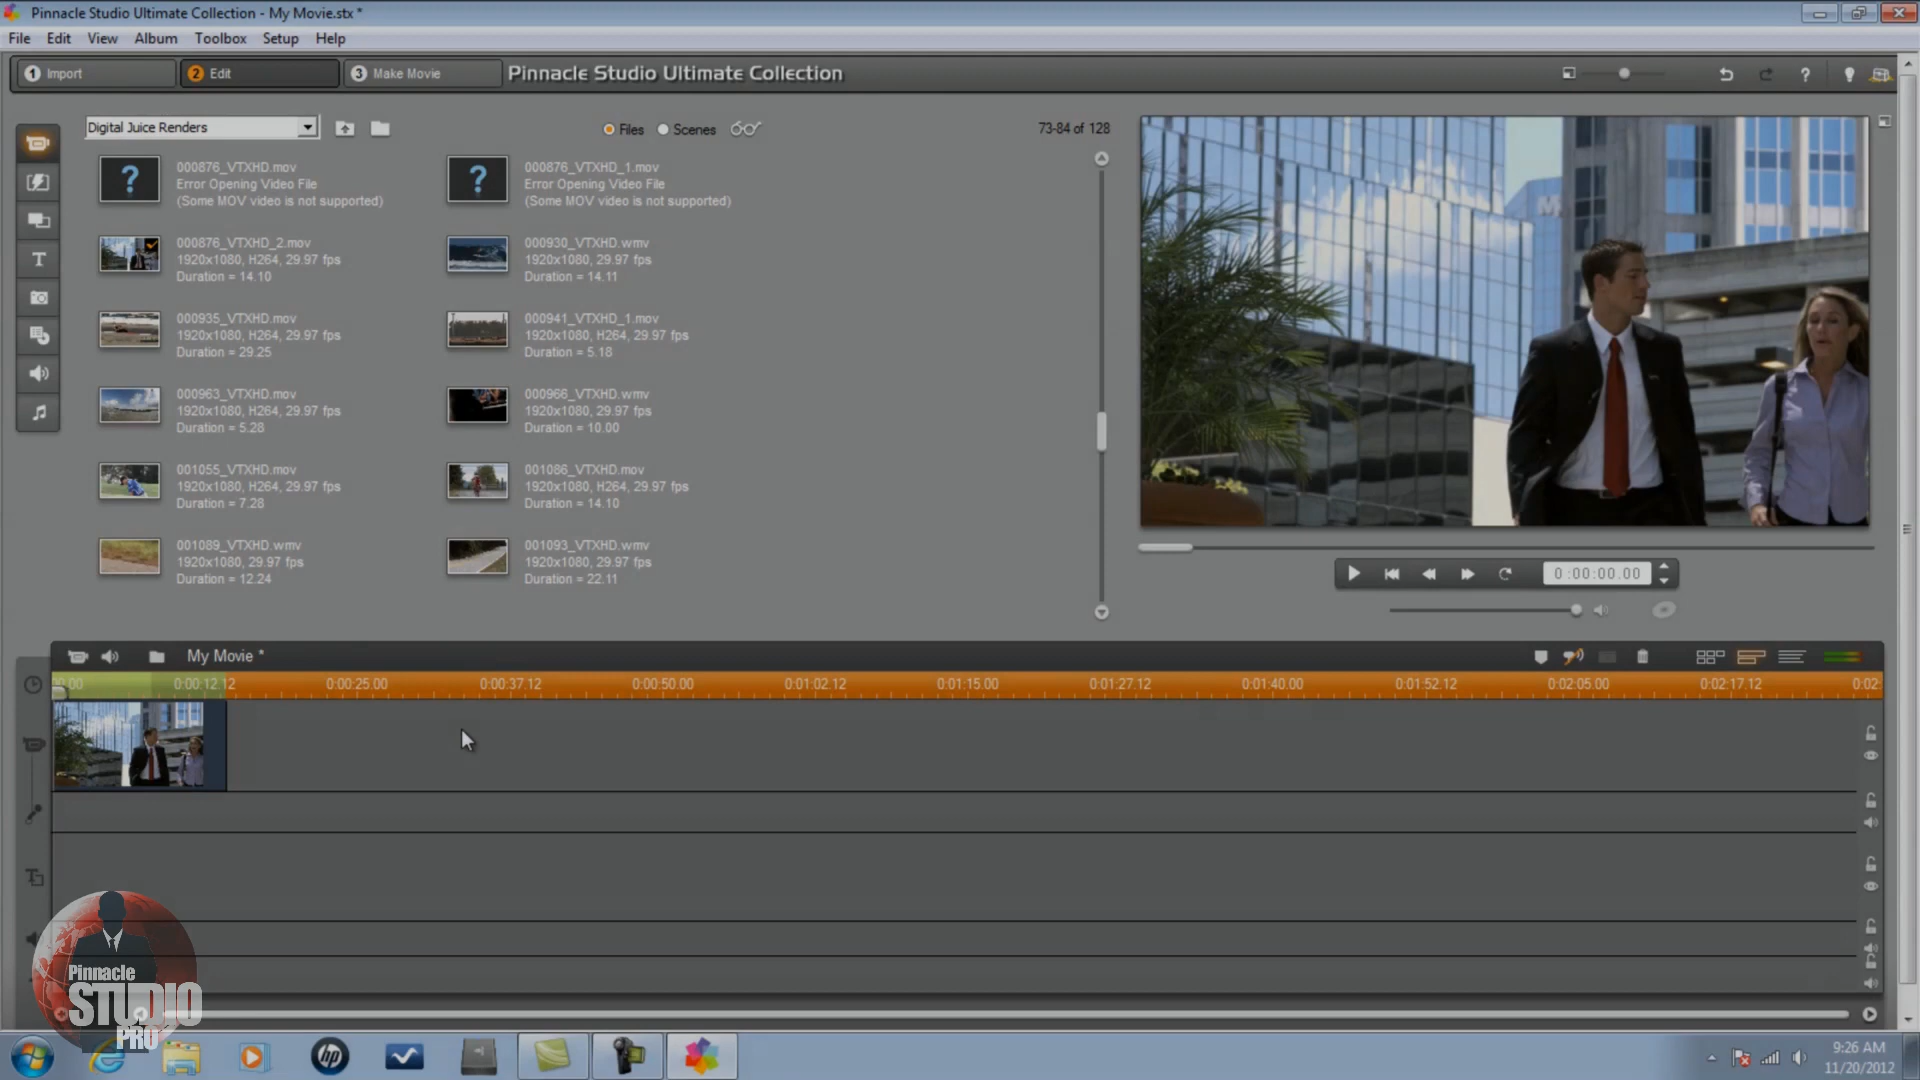 Pinnacle Studio Ultimate Collection - My Movie.stx *
File Edit View Album Toolbox Setup Help
1 Import 2 Edit 3 Make Movie Pinnacle Studio Ultimate Collection ?
Digital Juice Renders Files Scenes 73-84 of 128
? 000876_VTXHD.mov
Error Opening Video File
(Some MOV video is not supported)
? 000876_VTXHD_1.mov
Error Opening Video File
(Some MOV video is not supported)
000876_VTXHD_2.mov
1920x1080, H264, 29.97 fps
Duration = 14.10
000930_VTXHD.wmv
1920x1080, 29.97 fps
Duration = 14.11
000935_VTXHD.mov
1920x1080, H264, 29.97 fps
Duration = 29.25
000941_VTXHD_1.mov
1920x1080, H264, 29.97 fps
Duration = 5.18
000963_VTXHD.mov
1920x1080, H264, 29.97 fps
Duration = 5.28
000966_VTXHD.wmv
1920x1080, 29.97 fps
Duration = 10.00
001055_VTXHD.mov
1920x1080, H264, 29.97 fps
Duration = 7.28
001086_VTXHD.mov
1920x1080, H264, 29.97 fps
Duration = 14.10
001089_VTXHD.wmv
1920x1080, 29.97 fps
Duration = 12.24
001093_VTXHD.wmv
1920x1080, 29.97 fps
Duration = 22.11
0:00:00.00
My Movie *
00.00 0:00:12.12 0:00:25.00 0:00:37.12 0:00:50.00 0:01:02.12 0:01:15.00 0:01:27.12 0:01:40.00 0:01:52.12 0:02:05.00 0:02:17.12 0:02:
T
Pinnacle
STUDIO
PRO
hp
9:26 AM
11/20/2012